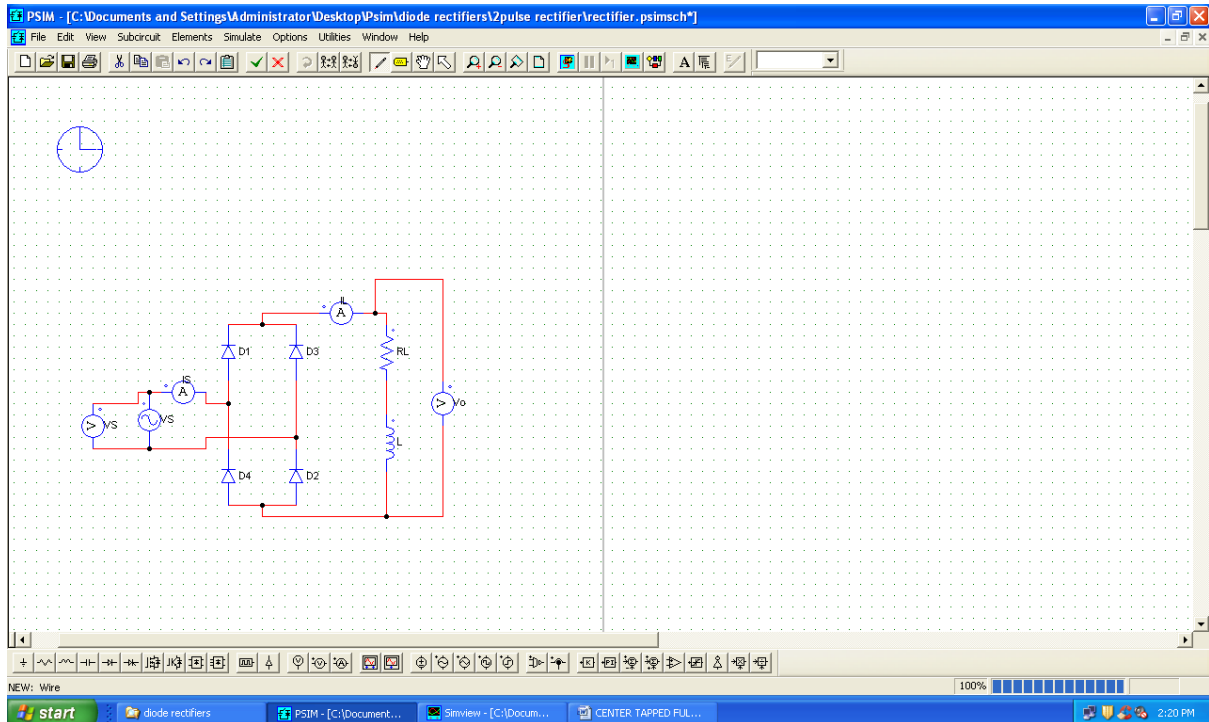 PSIM - [C:\Documents and Settings\Administrator\Desktop\Psim\diode rectifiers\2pulse rectifier\rectifier.psimsch*]
File Edit View Subcircuit Elements Simulate Options Utilities Window Help
IL
A
D1
D3
RL
IS
A
V
VS
VS
V
Vo
L
D4
D2
NEW: Wire
100%
start
diode rectifiers
PSIM - [C:\Document...
Simview - [C:\Docum...
CENTER TAPPED FUL...
2:20 PM